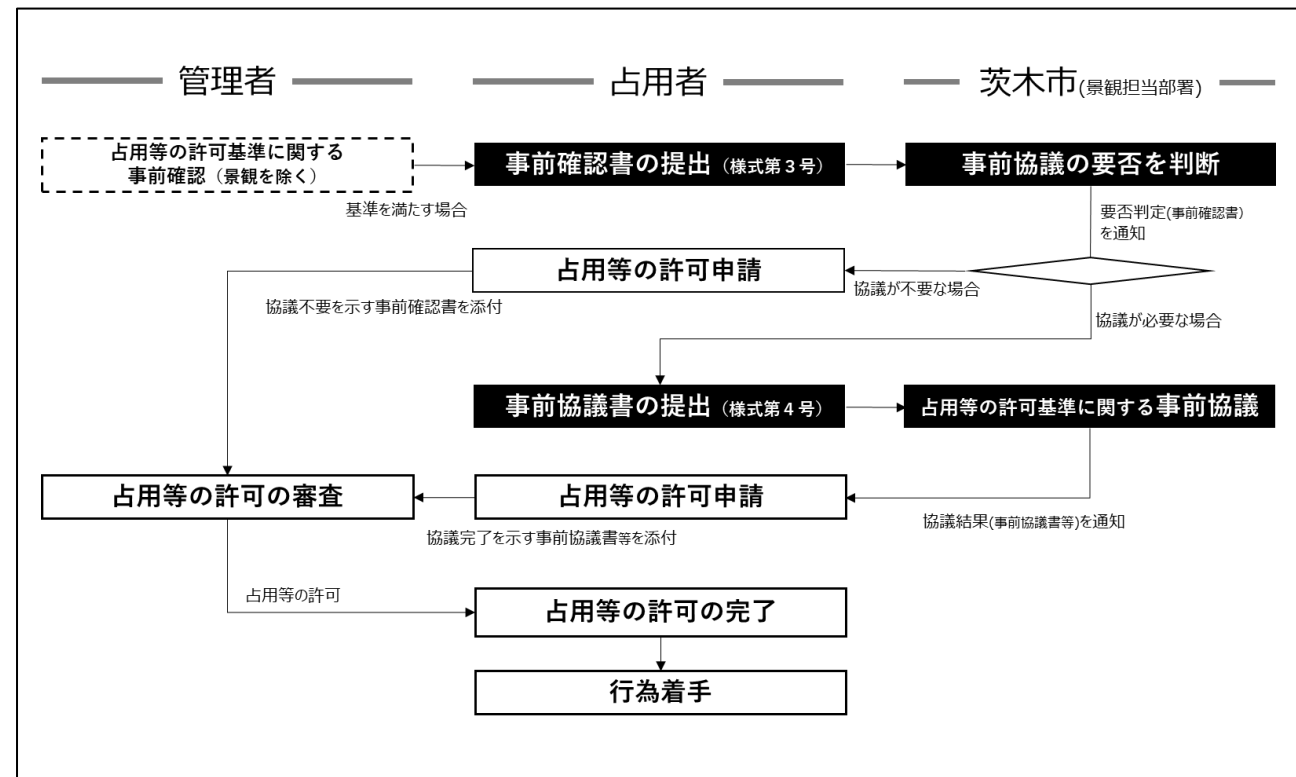 管理者
占用者
茨木市(景観担当部署)
占用等の許可基準に関する
事前確認（景観を除く）
事前確認書の提出（様式第３号）
事前協議の要否を判断
基準を満たす場合
要否判定(事前確認書)
を通知
占用等の許可申請
協議が不要な場合
協議不要を示す事前確認書を添付
協議が必要な場合
事前協議書の提出（様式第４号）
占用等の許可基準に関する事前協議
占用等の許可の審査
占用等の許可申請
協議結果(事前協議書等)を通知
協議完了を示す事前協議書等を添付
占用等の許可
占用等の許可の完了
行為着手